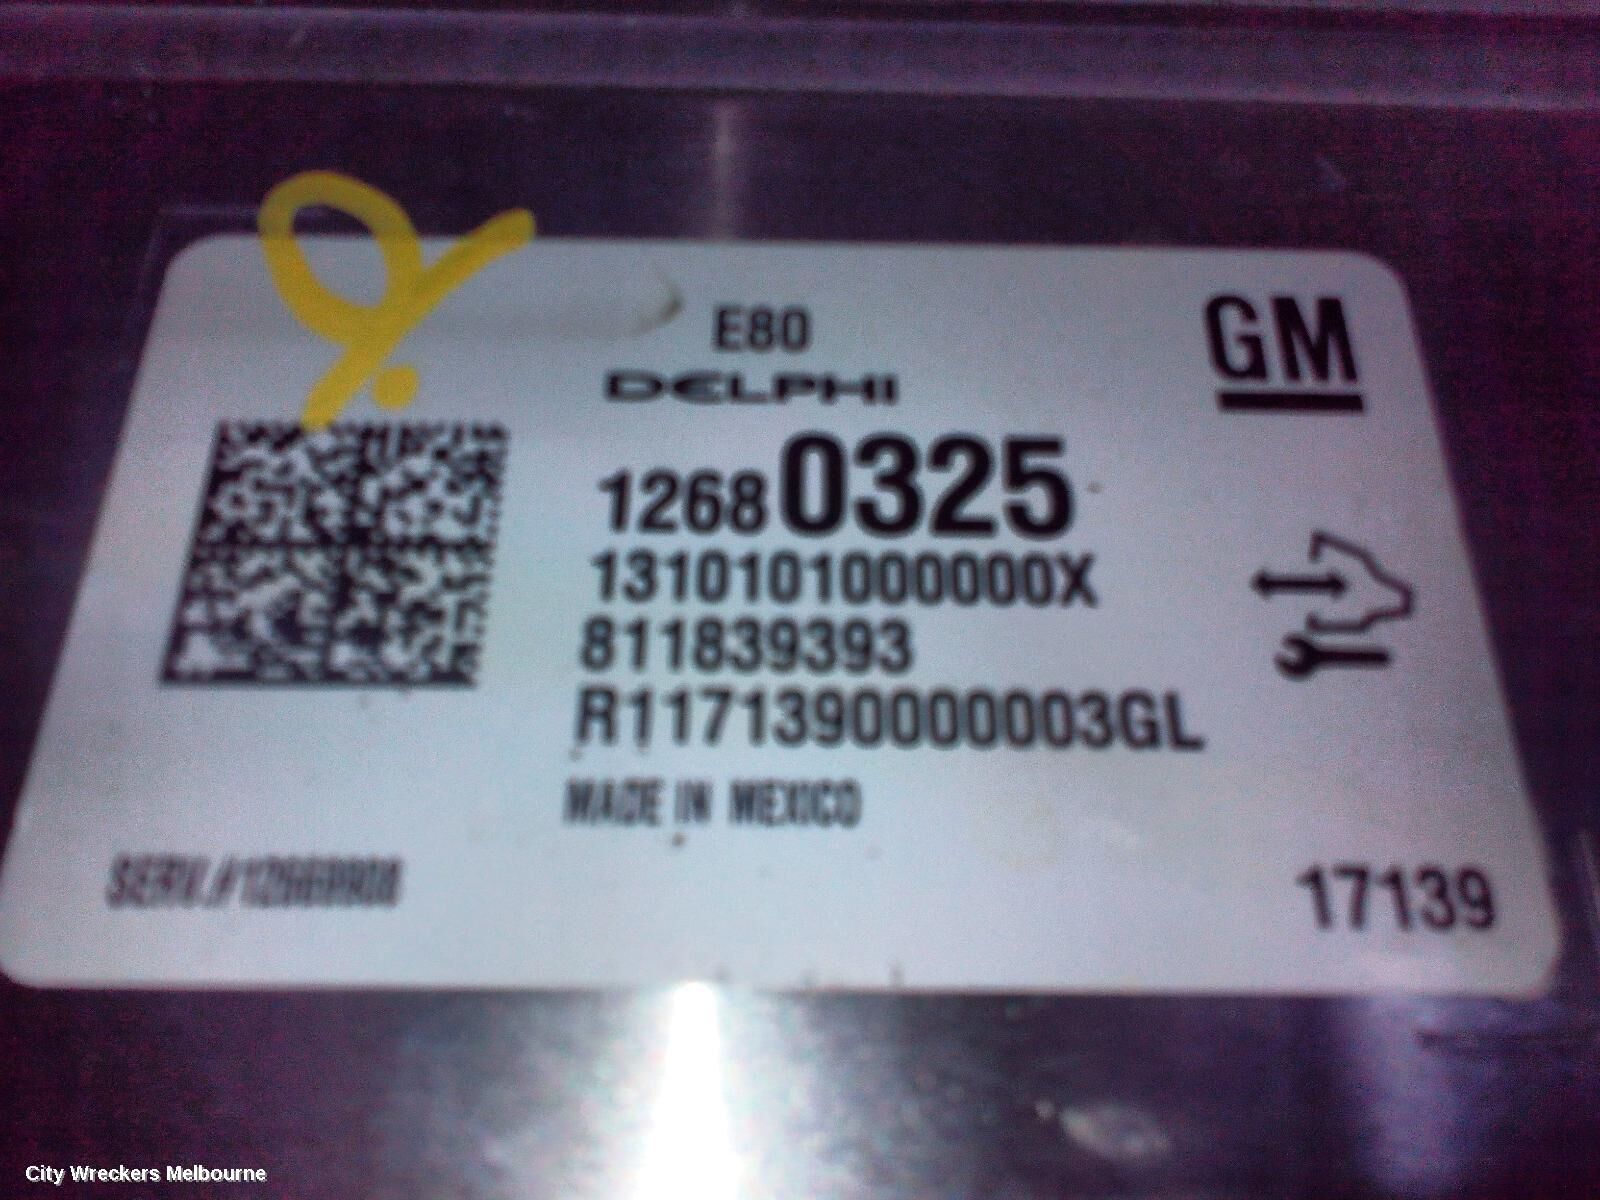 E80
GM
DELPHI
12680325
1310101000000X
811839393
R1171390000003GL
MADE IN MEXICO
17139
City Wreckers Melbourne